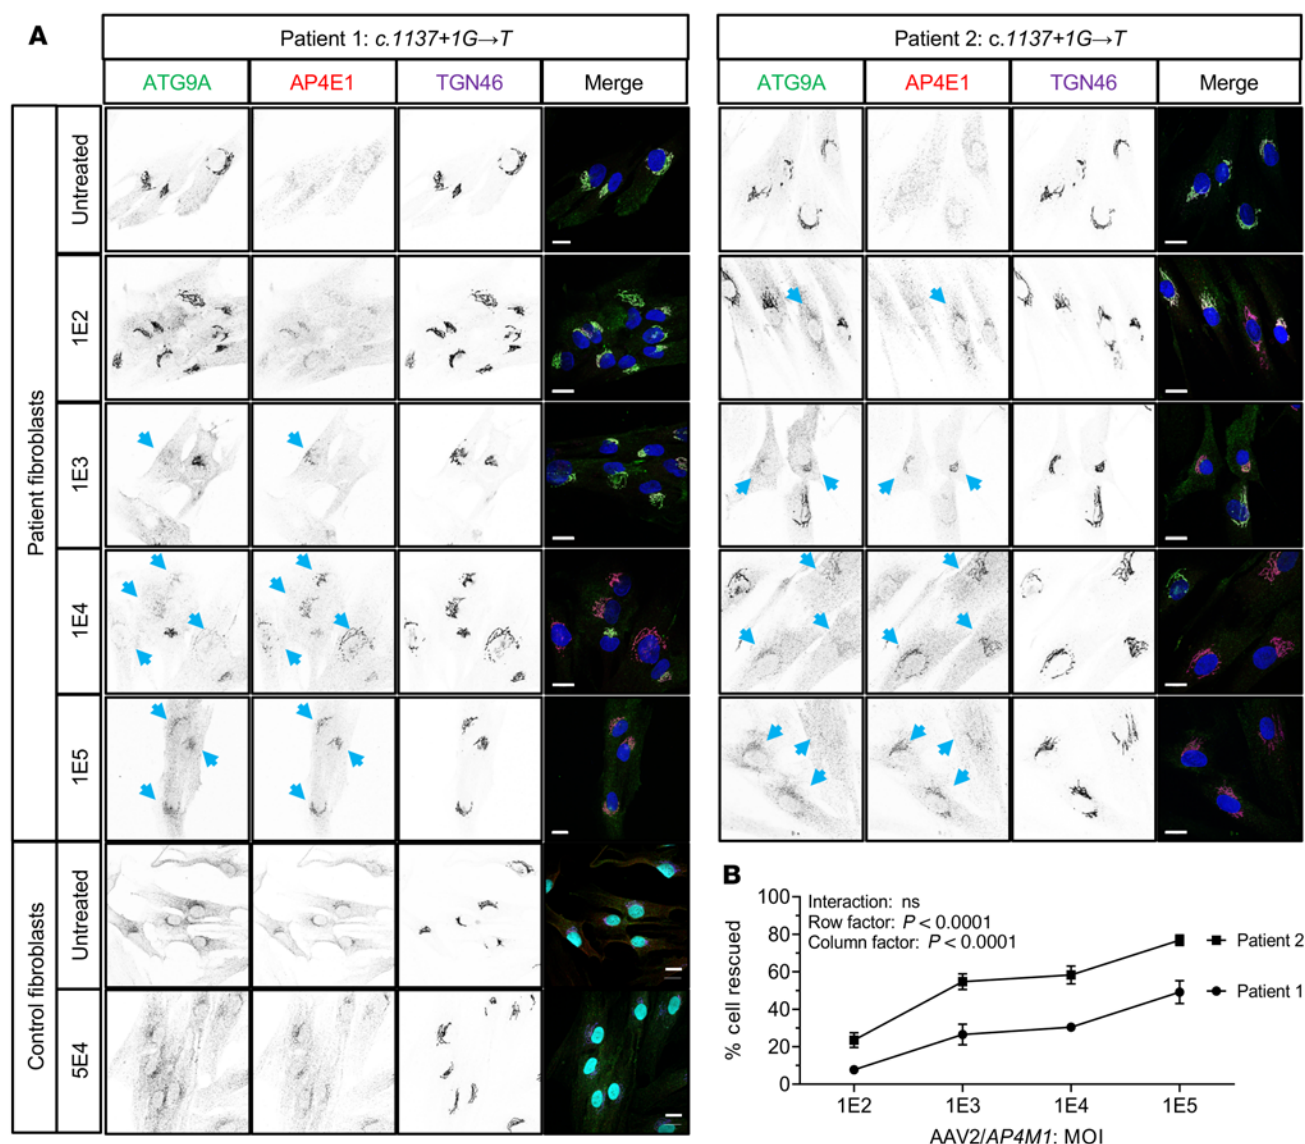 A
Patient 1: c.1137+1G→T
Patient 2: c.1137+1G→T
ATG9A AP4E1 TGN46 Merge
ATG9A AP4E1 TGN46 Merge
Patient fibroblasts
Untreated
1E2
1E3
1E4
1E5
Control fibroblasts
Untreated
5E4
B
Interaction: ns
Row factor: P < 0.0001
Column factor: P < 0.0001
% cell rescued
100
80
60
40
20
0
Patient 2
Patient 1
1E2 1E3 1E4 1E5
AAV2/AP4M1: MOI